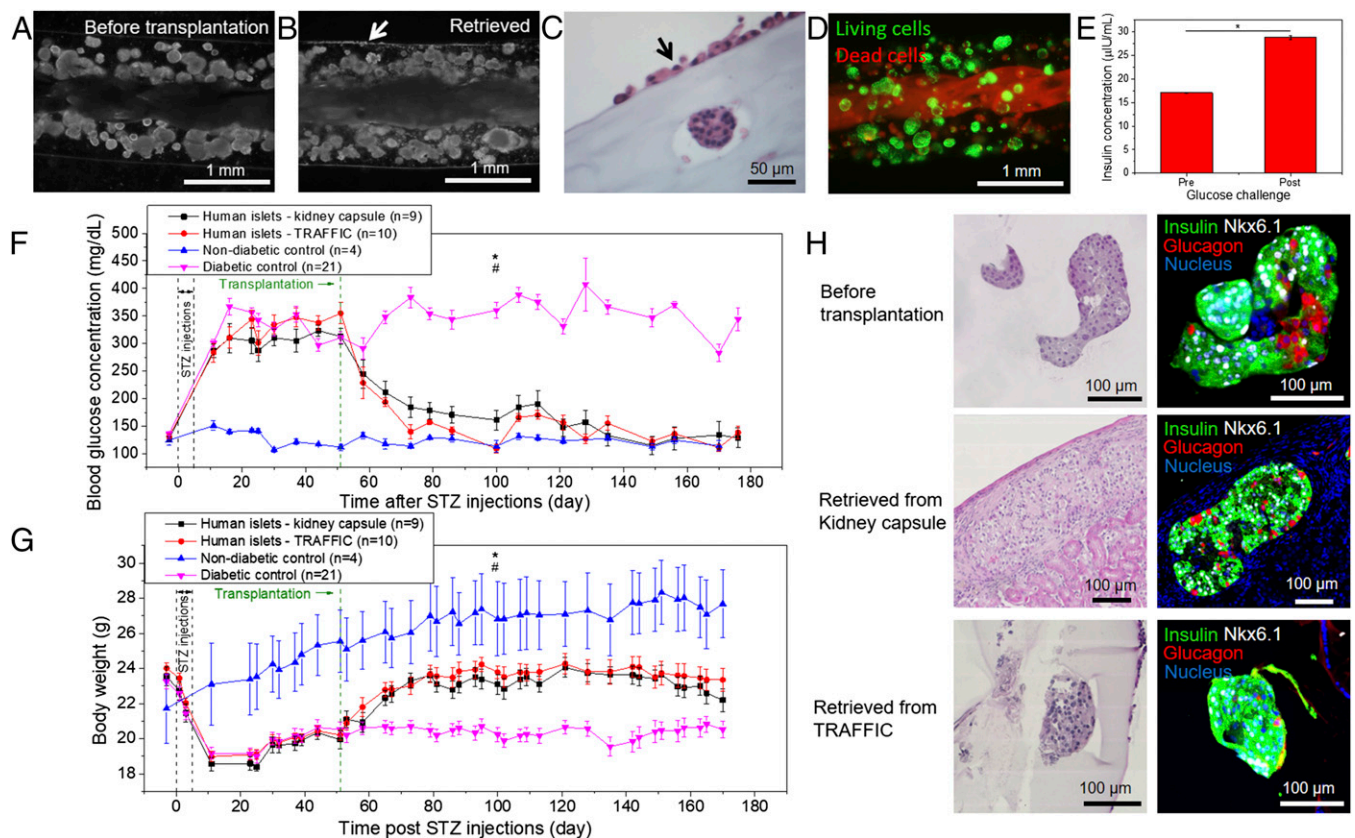 A
Before transplantation
1 mm
B
Retrieved
1 mm
C
50 µm
D
Living cells
Dead cells
1 mm
E
Insulin concentration (µIU/mL)
30
25
20
15
10
5
0
*
Pre
Post
Glucose challenge
F
Human islets - kidney capsule (n=9)
Human islets - TRAFFIC (n=10)
Non-diabetic control (n=4)
Diabetic control (n=21)
Transplantation
STZ injections
*
#
Blood glucose concentration (mg/dL)
500
450
400
350
300
250
200
150
100
0
20
40
60
80
100
120
140
160
180
Time after STZ injections (day)
G
Human islets - kidney capsule (n=9)
Human islets - TRAFFIC (n=10)
Non-diabetic control (n=4)
Diabetic control (n=21)
Transplantation
STZ injections
*
#
Body weight (g)
30
28
26
24
22
20
18
0
20
40
60
80
100
120
140
160
180
Time post STZ injections (day)
H
Before
transplantation
100 µm
Insulin Nkx6.1
Glucagon
Nucleus
100 µm
Retrieved from
Kidney capsule
100 µm
Insulin Nkx6.1
Glucagon
Nucleus
100 µm
Retrieved from
TRAFFIC
100 µm
Insulin Nkx6.1
Glucagon
Nucleus
100 µm